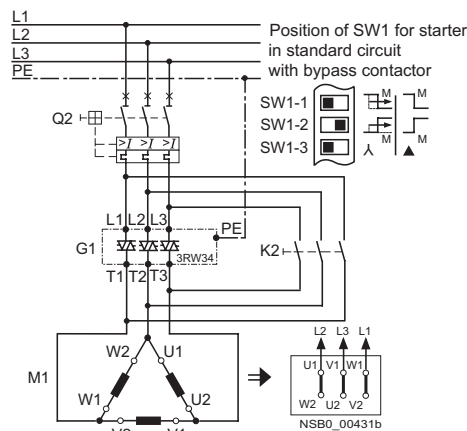 L1
L2
L3
PE
Position of SW1 for starter
in standard circuit
with bypass contactor
SW1-1
SW1-2
SW1-3
M
M
M
M
Q2
>I >I >I
L1 L2 L3
PE
G1
3RW34
T1 T2 T3
K2
M1
W2 U1
W1 U2
V2 V1
L2 L3 L1
U1 V1 W1
W2 U2 V2
NSB0_00431b